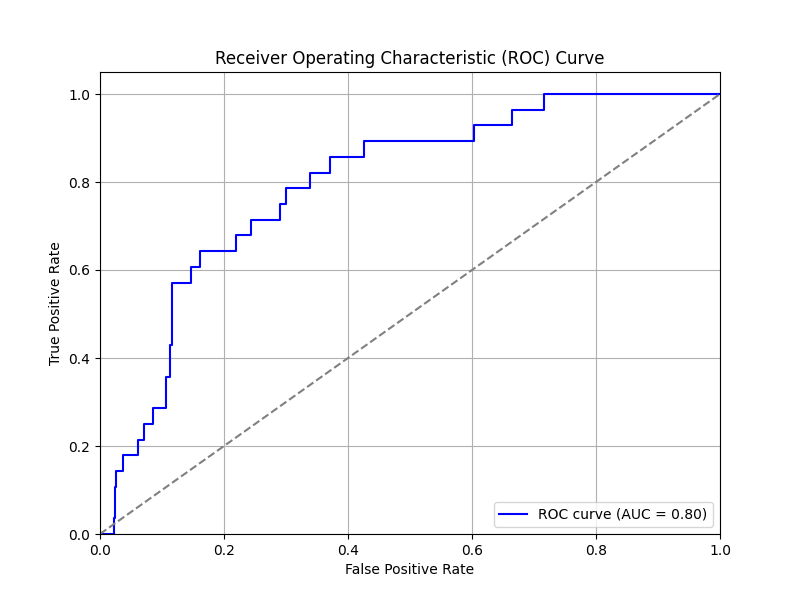 Receiver Operating Characteristic (ROC) Curve
1.0
0.8
0.6
0.4
0.2
0.0
True Positive Rate
ROC curve (AUC = 0.80)
0.0 0.2 0.4 0.6 0.8 1.0
False Positive Rate